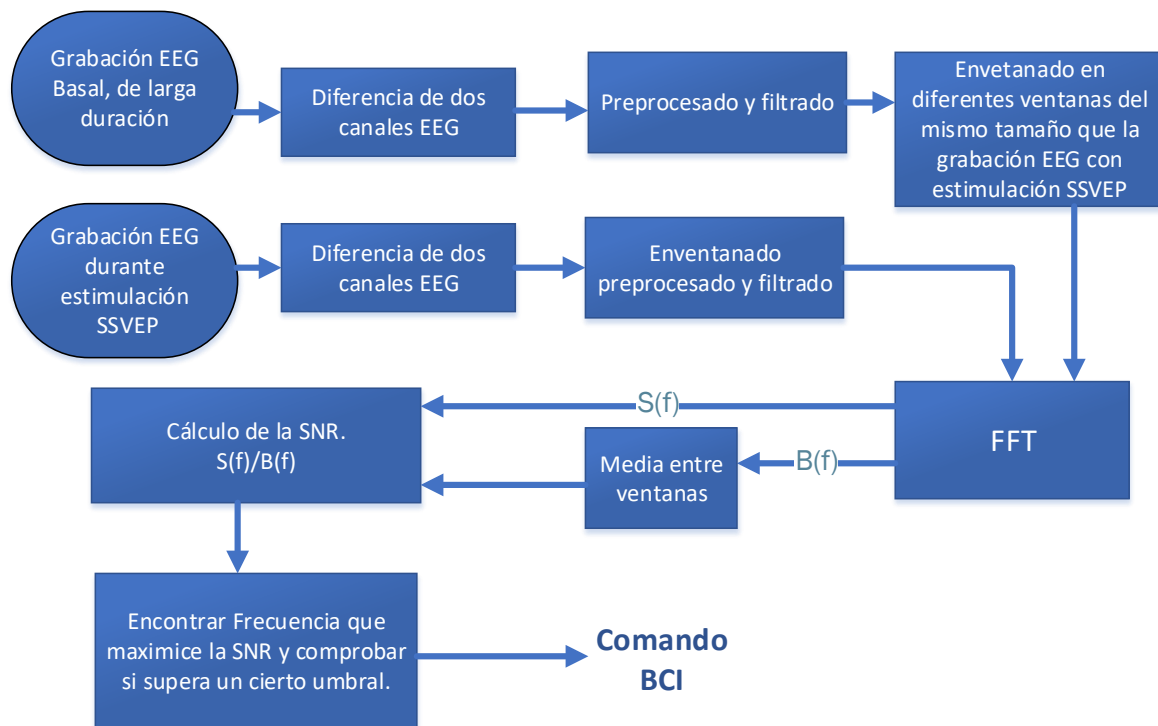 Grabación EEG
Basal, de larga
duración
Diferencia de dos
canales EEG
Preprocesado y filtrado
Envetanado en
diferentes ventanas del
mismo tamaño que la
grabación EEG con
estimulación SSVEP
Grabación EEG
durante
estimulación
SSVEP
Diferencia de dos
canales EEG
Enventanado
preprocesado y filtrado
Cálculo de la SNR.
S(f)/B(f)
S(f)
Media entre
ventanas
B(f)
FFT
Encontrar Frecuencia que
maximice la SNR y comprobar
si supera un cierto umbral.
Comando
BCI